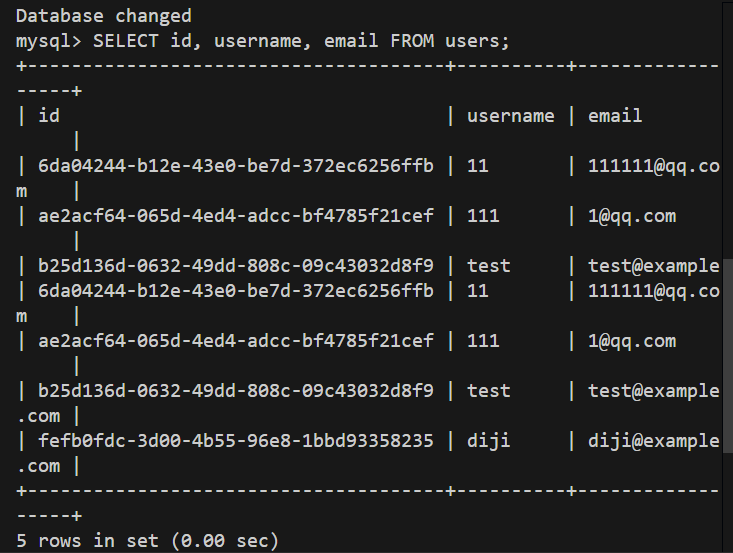 Database changed
mysql> SELECT id, username, email FROM users;
+--------------------------------------+----------+-------------
-----+
| id                                   | username | email
     |
| 6da04244-b12e-43e0-be7d-372ec6256ffb | 11       | 111111@qq.co
m    |
| ae2acf64-065d-4ed4-adcc-bf4785f21cef | 111      | 1@qq.com
     |
| b25d136d-0632-49dd-808c-09c43032d8f9 | test     | test@example
| 6da04244-b12e-43e0-be7d-372ec6256ffb | 11       | 111111@qq.co
m    |
| ae2acf64-065d-4ed4-adcc-bf4785f21cef | 111      | 1@qq.com
     |
| b25d136d-0632-49dd-808c-09c43032d8f9 | test     | test@example
.com |
| fefb0fdc-3d00-4b55-96e8-1bbd93358235 | diji     | diji@example
.com |
+--------------------------------------+----------+-------------
-----+
5 rows in set (0.00 sec)